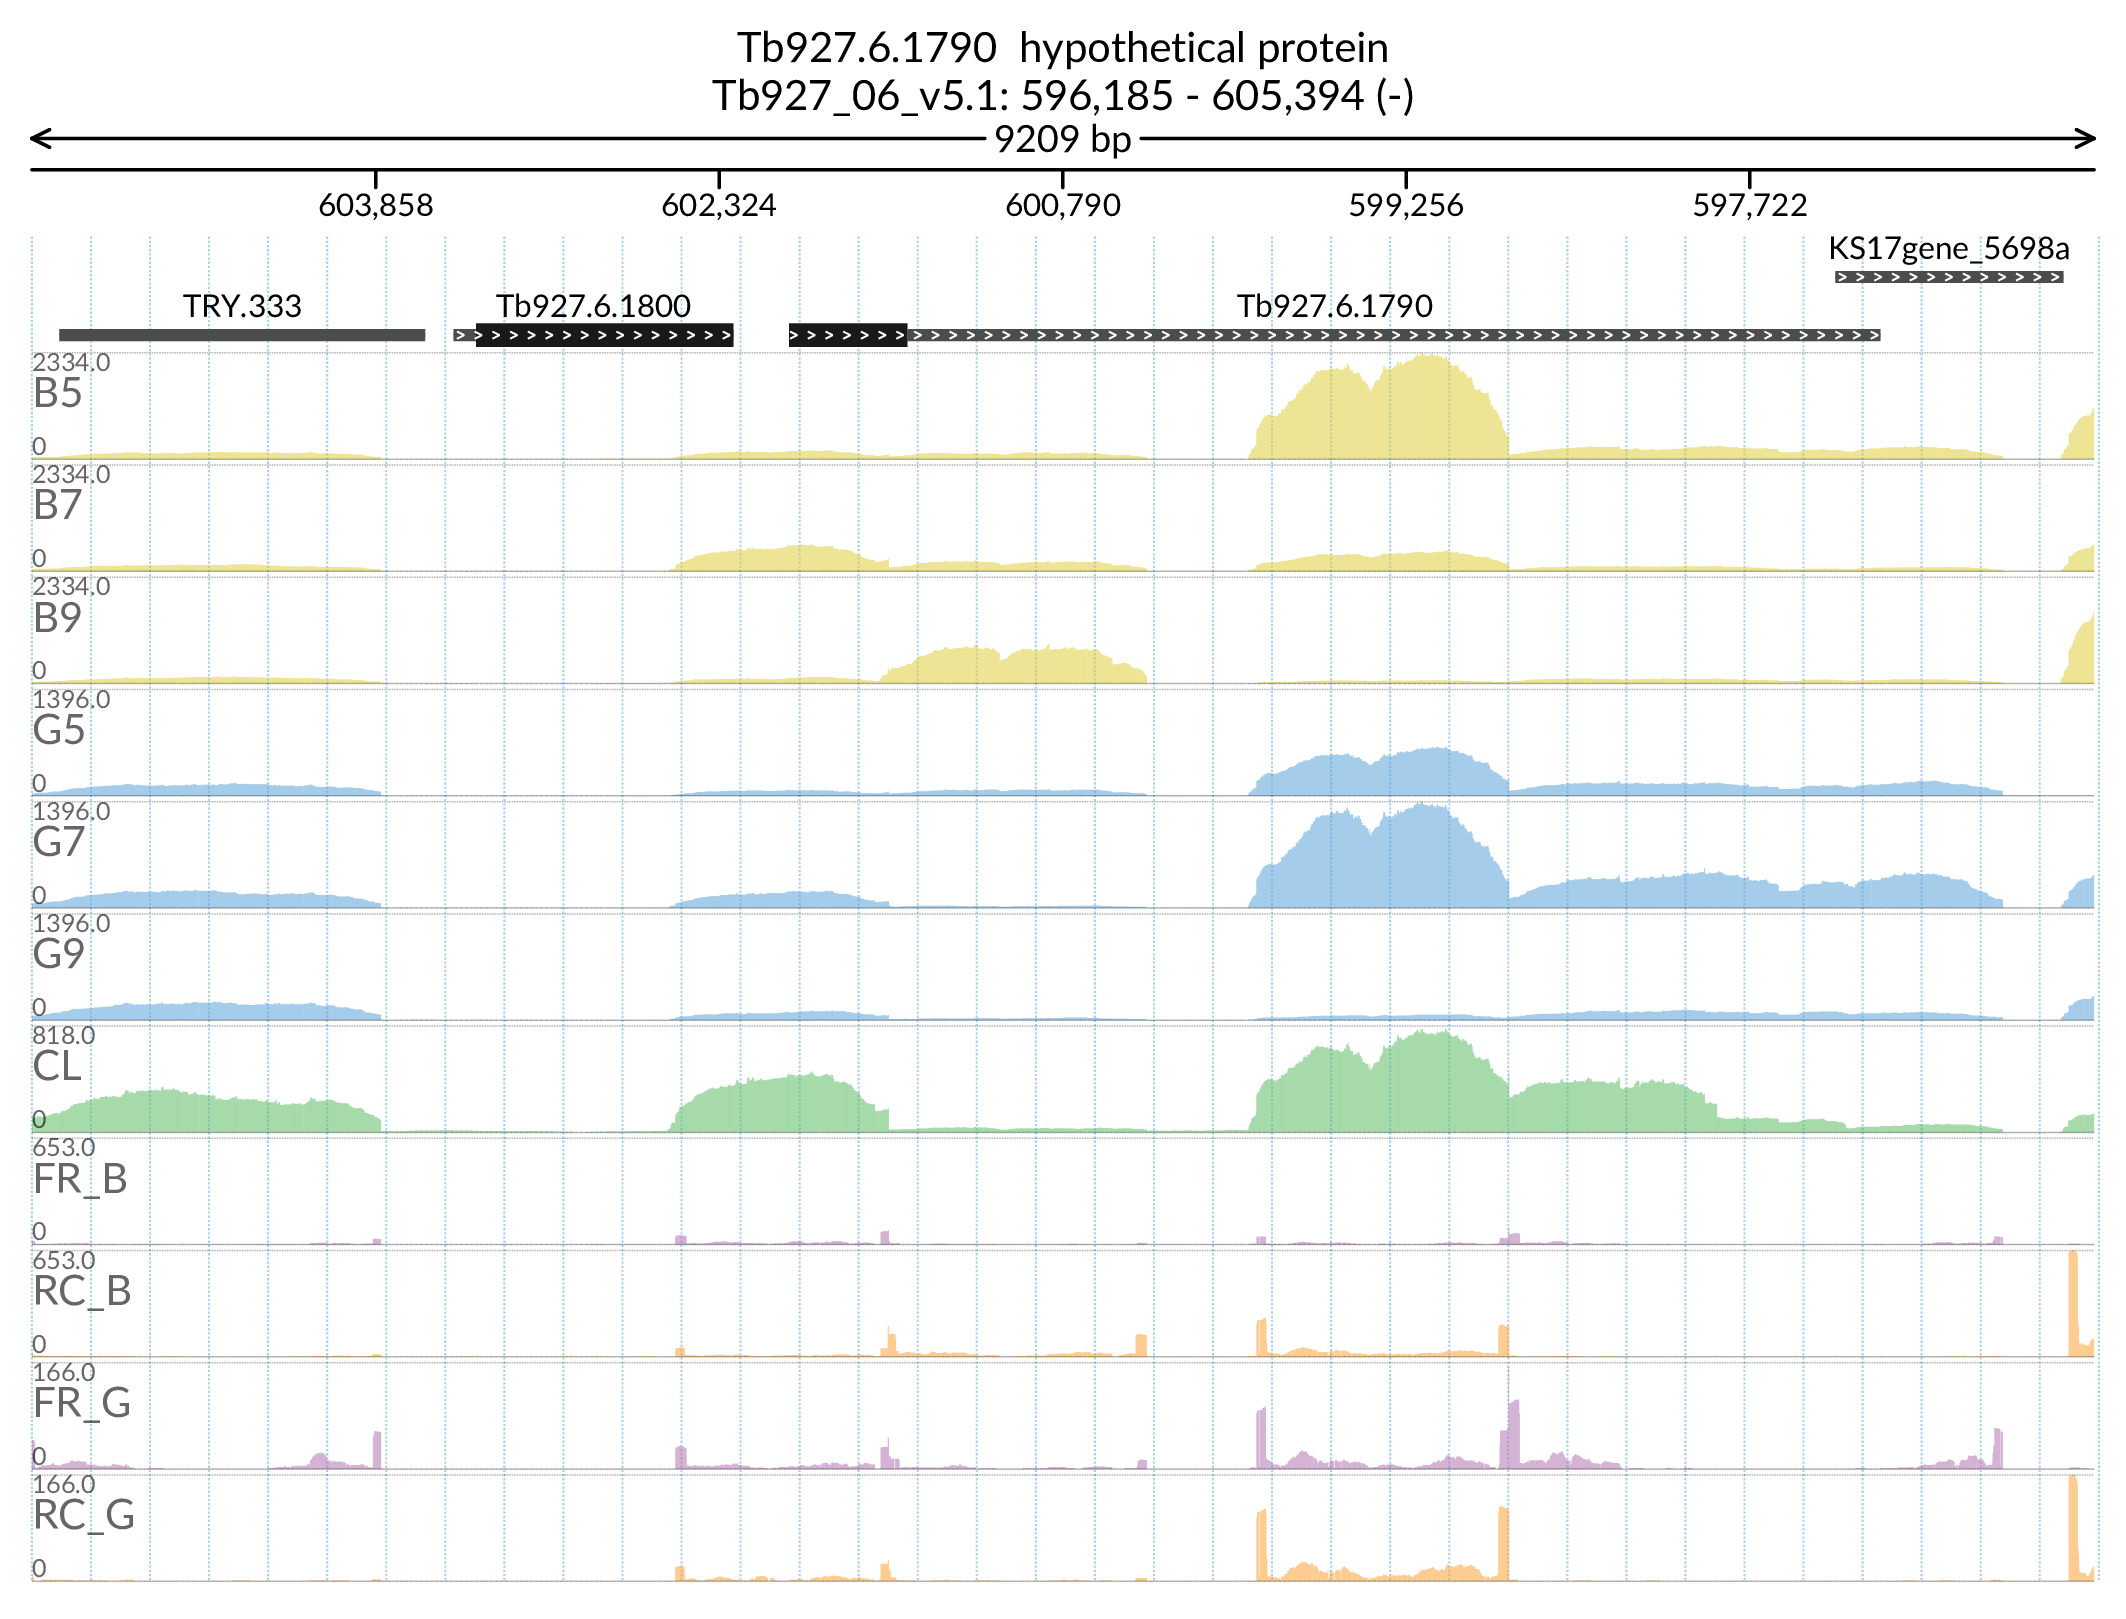 Tb927.6.1790  hypothetical protein
Tb927_06_v5.1: 596,185 - 605,394 (-)
9209 bp
603,858 602,324 600,790 599,256 597,722
KS17gene_5698a
TRY.333 Tb927.6.1800 Tb927.6.1790
2334.0
B5
0
2334.0
B7
0
2334.0
B9
0
1396.0
G5
0
1396.0
G7
0
1396.0
G9
0
818.0
CL
0
653.0
FR_B
0
653.0
RC_B
0
166.0
FR_G
0
166.0
RC_G
0